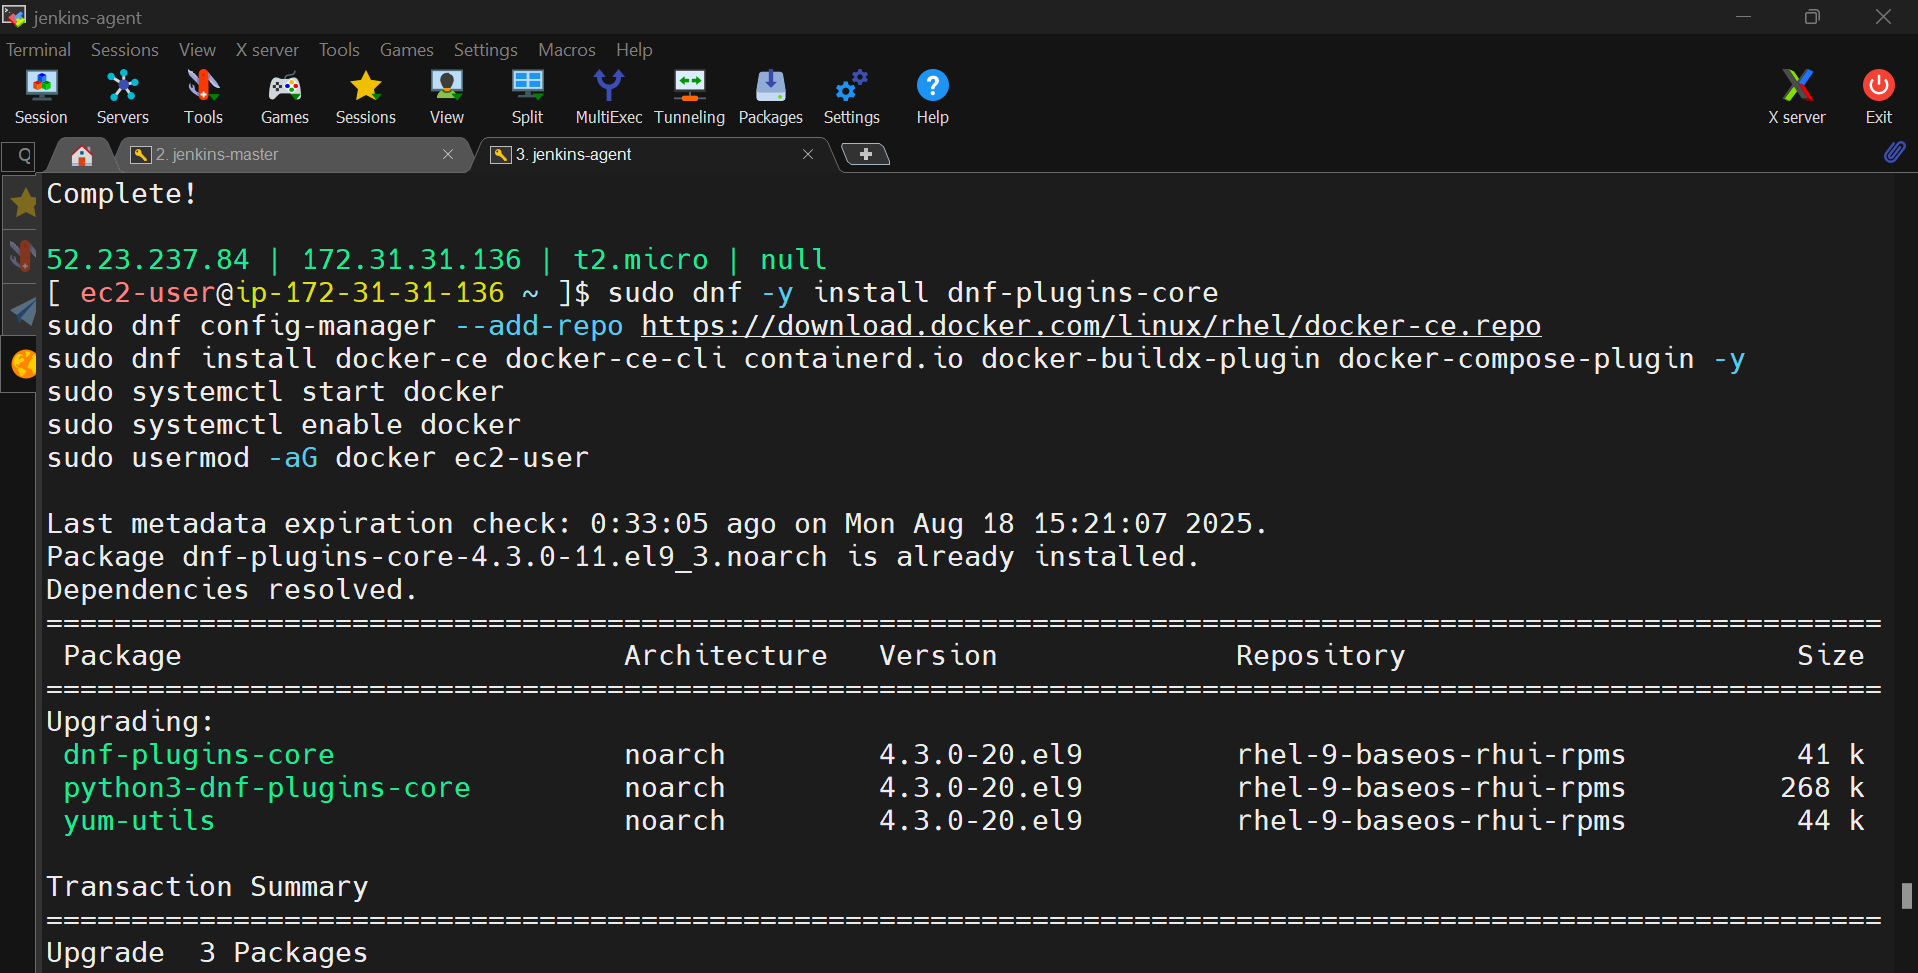 jenkins-agent
Terminal Sessions View X server Tools Games Settings Macros Help
Session Servers Tools Games Sessions View Split MultiExec Tunneling Packages Settings Help X server Exit
2. jenkins-master 3. jenkins-agent
Complete!
52.23.237.84 | 172.31.31.136 | t2.micro | null
[ ec2-user@ip-172-31-31-136 ~ ]$ sudo dnf -y install dnf-plugins-core
sudo dnf config-manager --add-repo https://download.docker.com/linux/rhel/docker-ce.repo
sudo dnf install docker-ce docker-ce-cli containerd.io docker-buildx-plugin docker-compose-plugin -y
sudo systemctl start docker
sudo systemctl enable docker
sudo usermod -aG docker ec2-user
Last metadata expiration check: 0:33:05 ago on Mon Aug 18 15:21:07 2025.
Package dnf-plugins-core-4.3.0-11.el9_3.noarch is already installed.
Dependencies resolved.
============================================================================================================
Package Architecture Version Repository Size
============================================================================================================
Upgrading:
dnf-plugins-core noarch 4.3.0-20.el9 rhel-9-baseos-rhui-rpms 41 k
python3-dnf-plugins-core noarch 4.3.0-20.el9 rhel-9-baseos-rhui-rpms 268 k
yum-utils noarch 4.3.0-20.el9 rhel-9-baseos-rhui-rpms 44 k
Transaction Summary
============================================================================================================
Upgrade 3 Packages